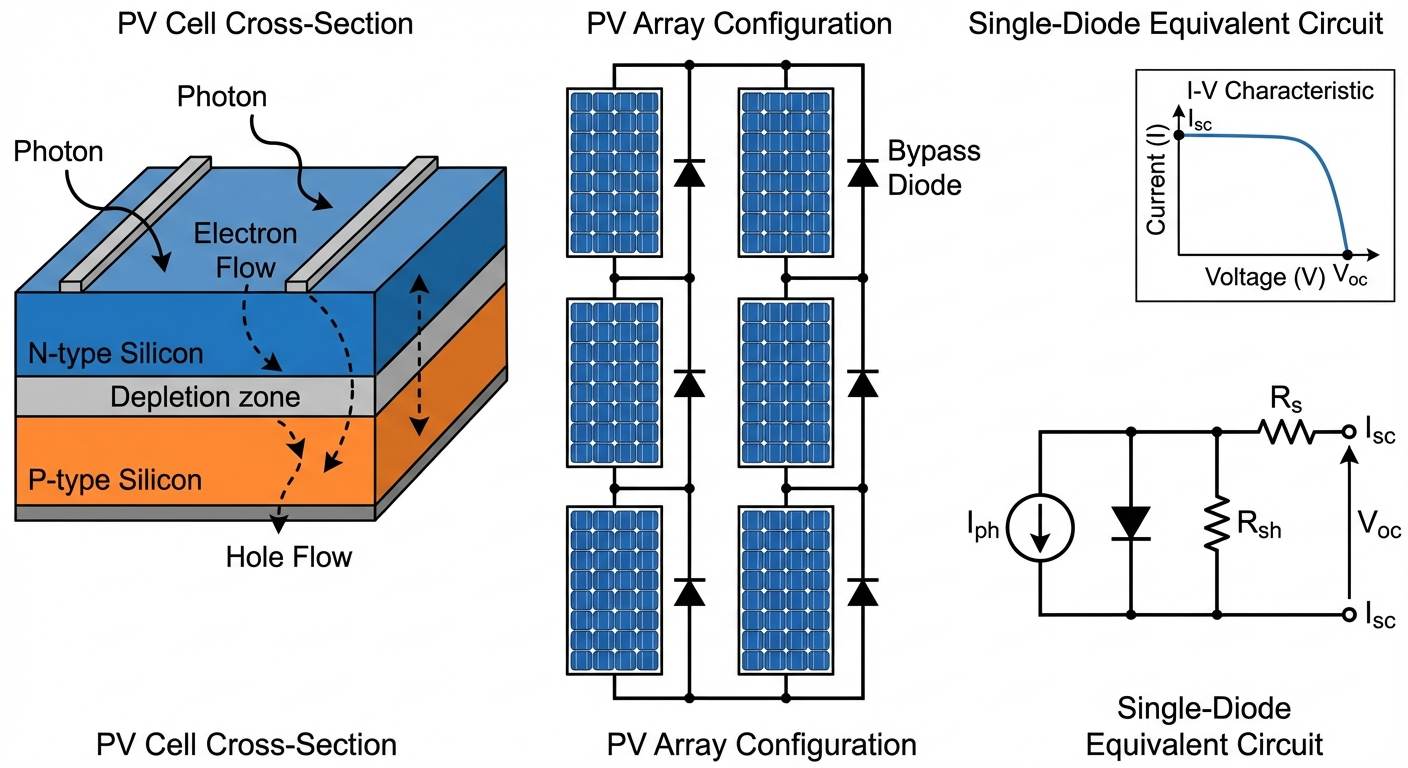 PV Cell Cross-Section
Photon
Photon
Electron
Flow
N-type Silicon
Depletion zone
P-type Silicon
Hole Flow
PV Cell Cross-Section
PV Array Configuration
Bypass
Diode
PV Array Configuration
Single-Diode Equivalent Circuit
I-V Characteristic
Isc
Current (I)
Voltage (V) Voc
Rs
Isc
Iph
Rsh
Voc
Isc
Single-Diode
Equivalent Circuit